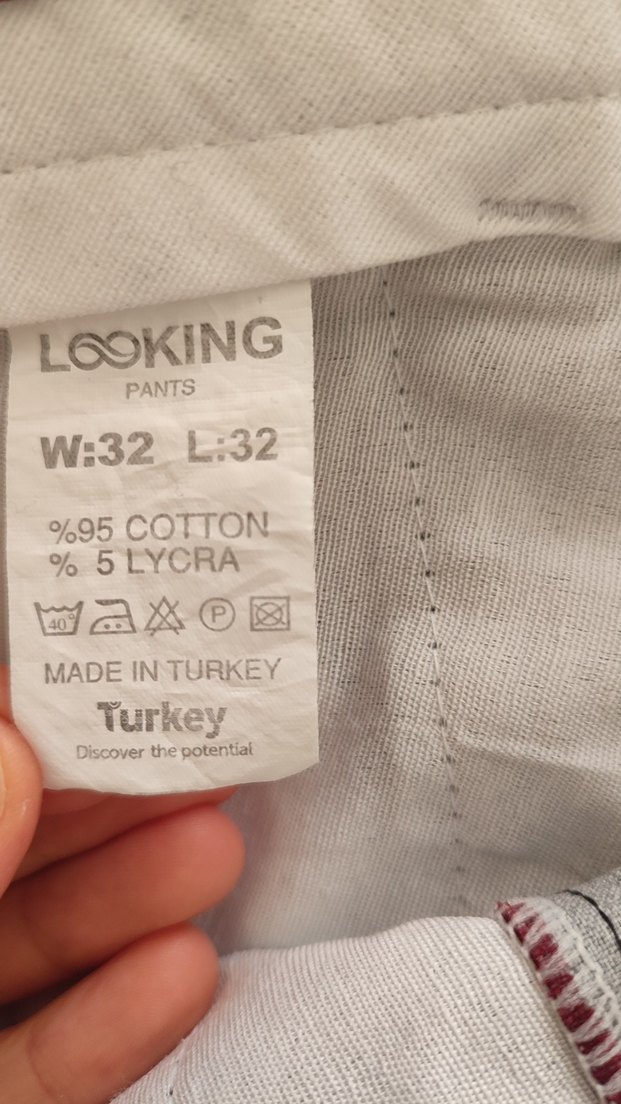 LOOKING
PANTS
W:32 L:32
%95 COTTON
% 5 LYCRA
40° P
MADE IN TURKEY
Turkey
Discover the potential